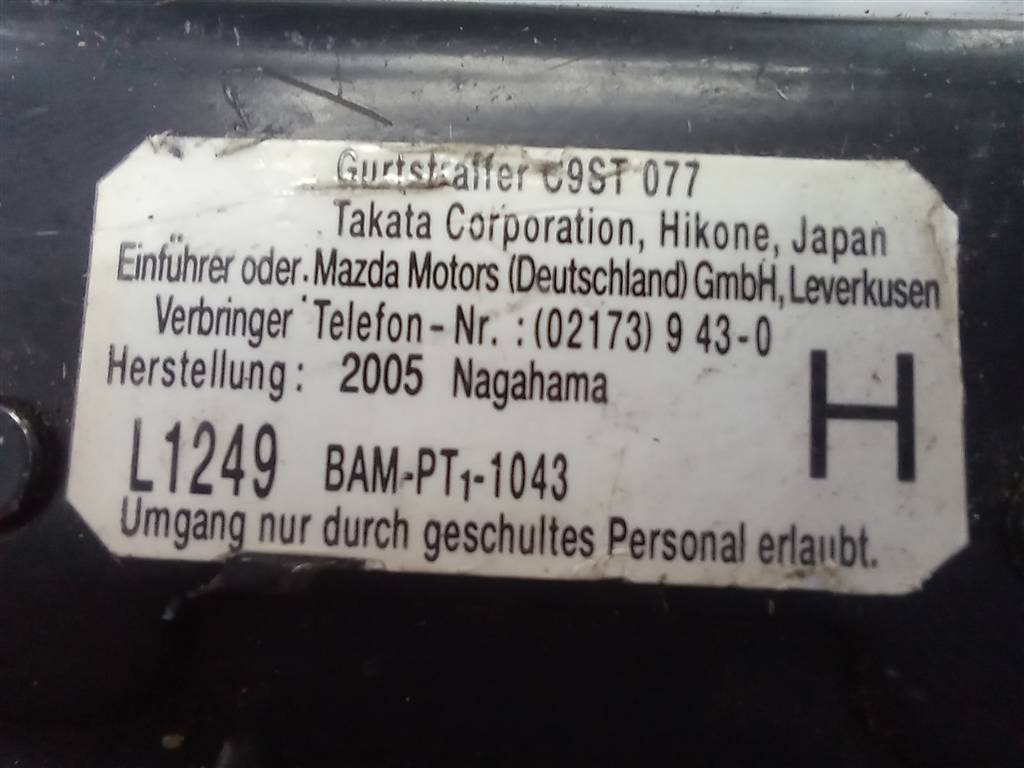 Gurtstraffer C9ST 077
Takata Corporation, Hikone, Japan
Einführer oder. Mazda Motors (Deutschland) GmbH, Leverkusen
Verbringer Telefon-Nr. : (02173) 9 43-0
Herstellung: 2005 Nagahama
H
L1249 BAM-PT1-1043
Umgang nur durch geschultes Personal erlaubt.